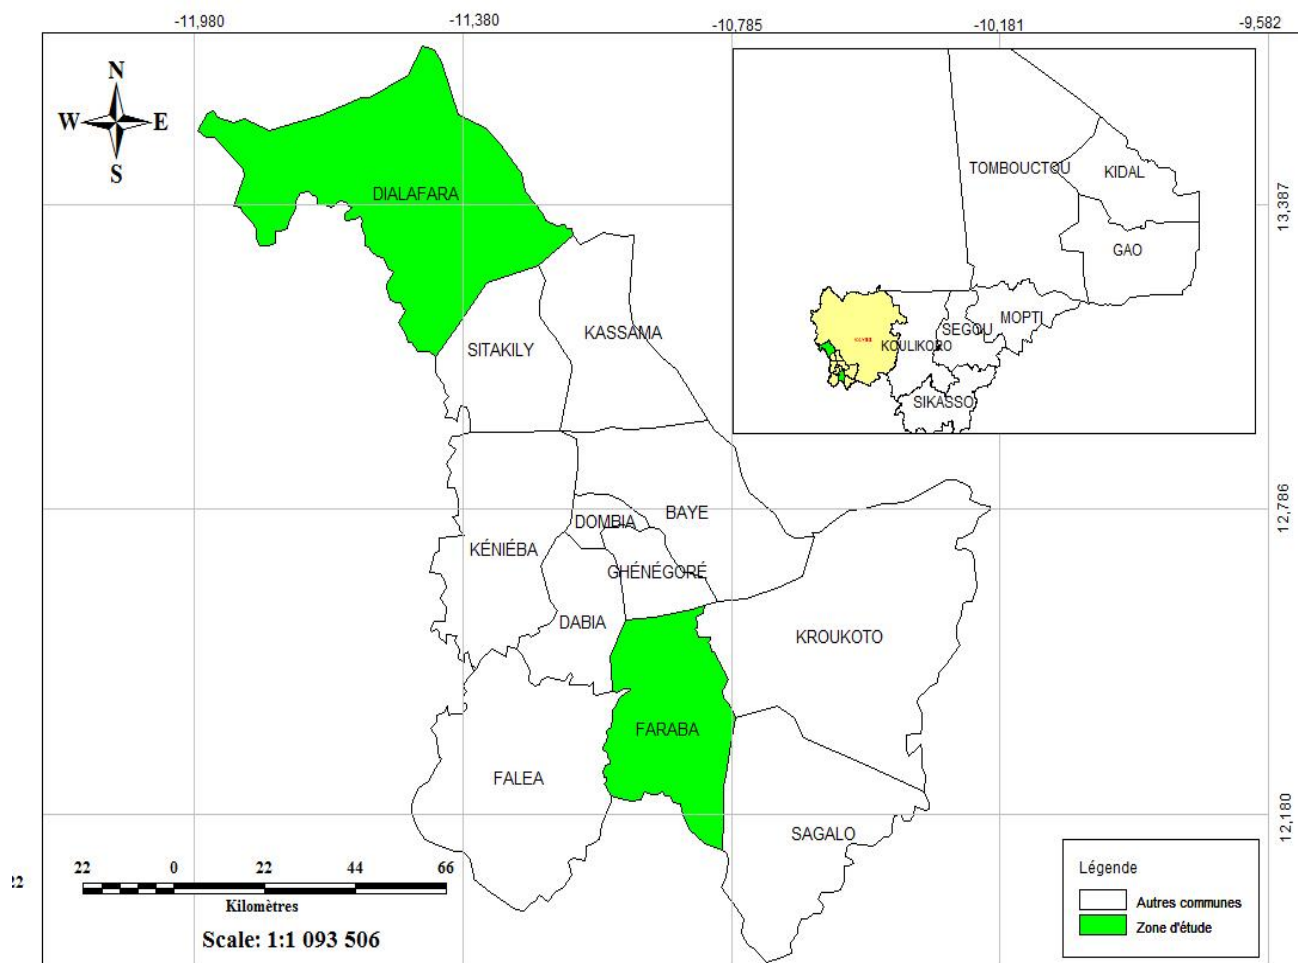 -11,980 -11,380 -10,785 -10,181 -9,582
N
W E
S
TOMBOUCTOU
KIDAL
DIALAFARA
13,387
GAO
MOPTI
SEGOU
KASSAMA
KOULIKORO
SITAKILY
SIKASSO
12,786
BAYE
DOMBIA
KÉNIÉBA
GHÉNÉGORÉ
DABIA
KROUKOTO
FARABA
FALEA
12,180
SAGALO
22 0 22 44 66
22
Kilomètres
Scale: 1:1 093 506
Légende
Autres communes
Zone d'étude